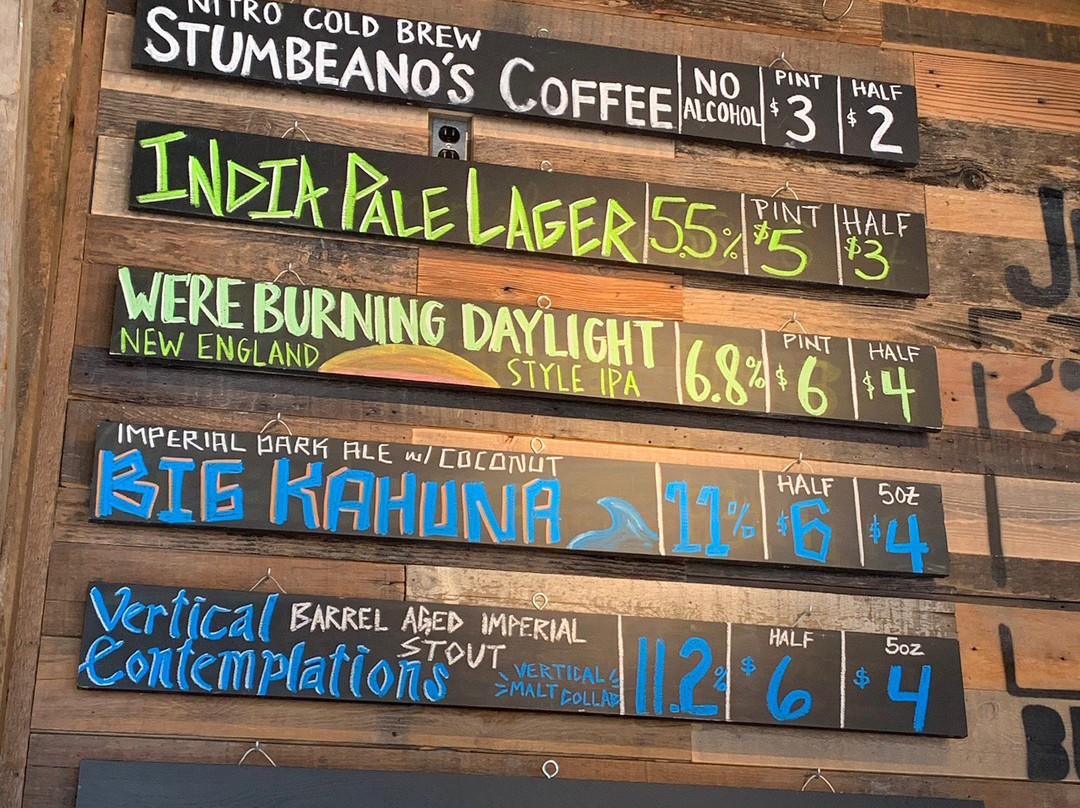 NITRO COLD BREW
STUMBEANO'S COFFEE
NO
ALCOHOL
PINT
$3
HALF
$2
INDIA PALE LAGER
5.5%
PINT
$5
HALF
$3
WE'RE BURNING DAYLIGHT
NEW ENGLAND
STYLE IPA
6.8%
PINT
$6
HALF
$4
IMPERIAL DARK ALE w/ COCONUT
BIG KAHUNA
11%
HALF
$6
5OZ
$4
Vertical
Contemplations
BARREL AGED IMPERIAL
STOUT
VERTICAL
MALT COLLAB
11.2%
HALF
$6
5OZ
$4